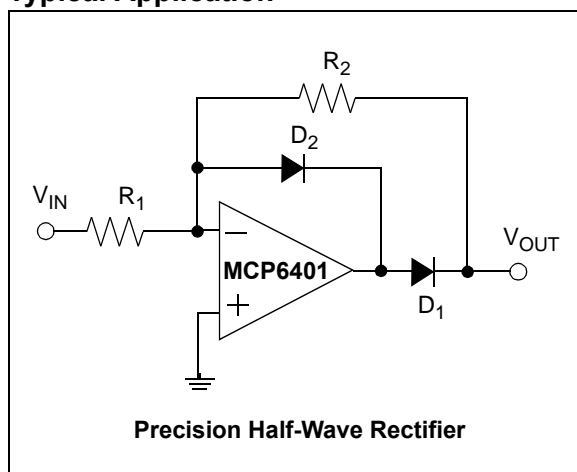 Typical Application
R2
D2
VIN
R1
−
MCP6401
+
VOUT
D1
Precision Half-Wave Rectifier